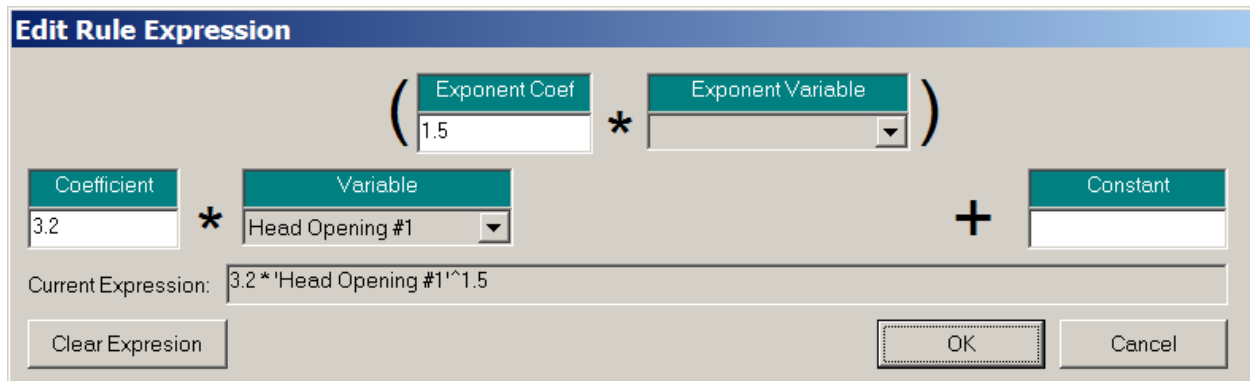 Edit Rule Expression
( Exponent Coef * Exponent Variable )
1.5
Coefficient * Variable + Constant
3.2 Head Opening #1
Current Expression: 3.2 * 'Head Opening #1'^1.5
Clear Expresion OK Cancel